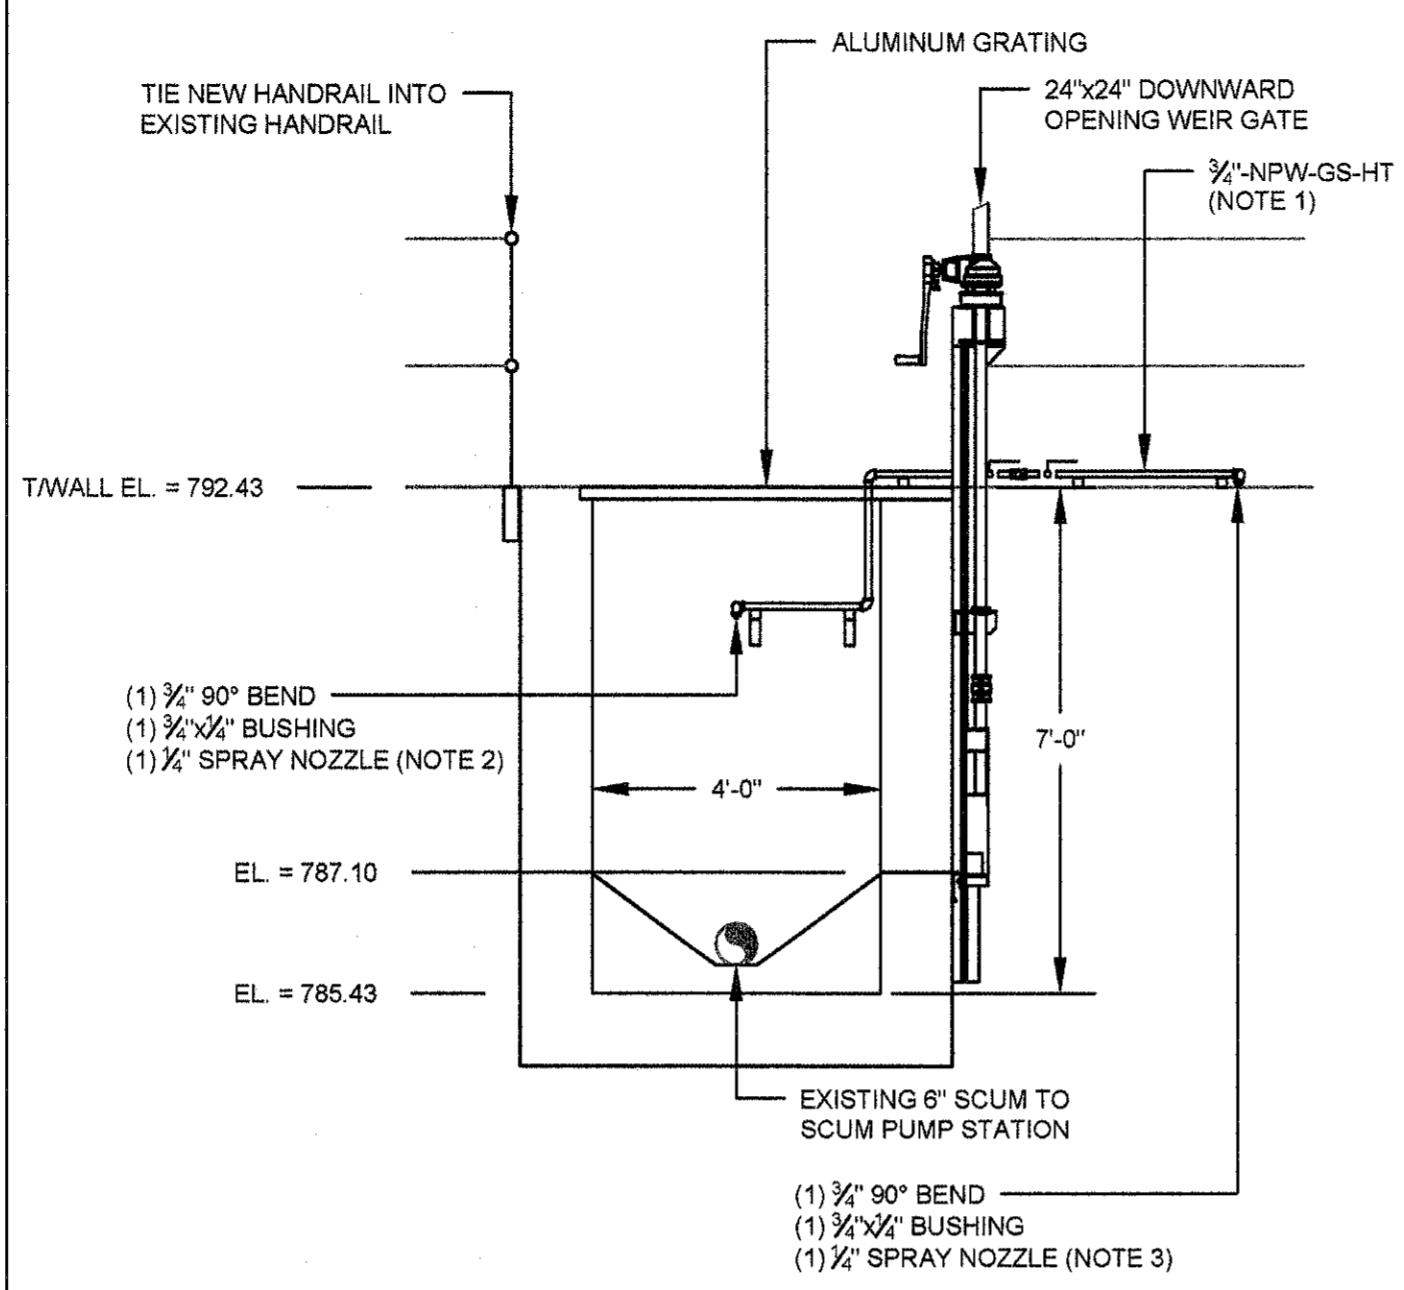 ALUMINUM GRATING
TIE NEW HANDRAIL INTO
EXISTING HANDRAIL
24"x24" DOWNWARD
OPENING WEIR GATE
¾"-NPW-GS-HT
(NOTE 1)
T/WALL EL. = 792.43
(1) ¾" 90° BEND
(1) ¾"x¼" BUSHING
(1) ¼" SPRAY NOZZLE (NOTE 2)
7'-0"
4'-0"
EL. = 787.10
EL. = 785.43
EXISTING 6" SCUM TO
SCUM PUMP STATION
(1) ¾" 90° BEND
(1) ¾"x¼" BUSHING
(1) ¼" SPRAY NOZZLE (NOTE 3)